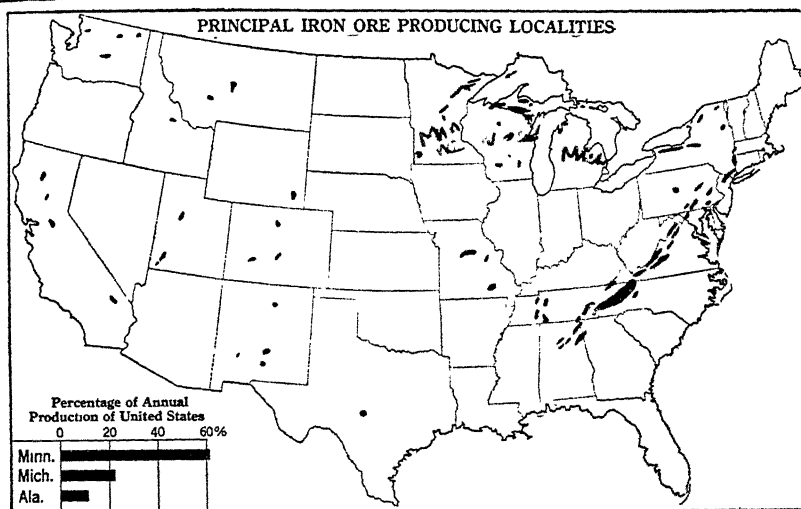 PRINCIPAL IRON ORE PRODUCING LOCALITIES
Min
Percentage of Annual
Production of United States
0 20 40 60%
Minn.
Mich.
Ala.